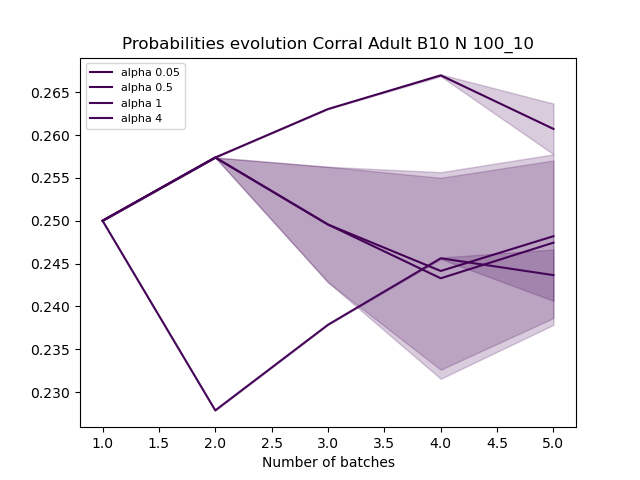 Probabilities evolution Corral Adult B10 N 100_10
alpha 0.05
alpha 0.5
alpha 1
alpha 4
0.265
0.260
0.255
0.250
0.245
0.240
0.235
0.230
1.0 1.5 2.0 2.5 3.0 3.5 4.0 4.5 5.0
Number of batches